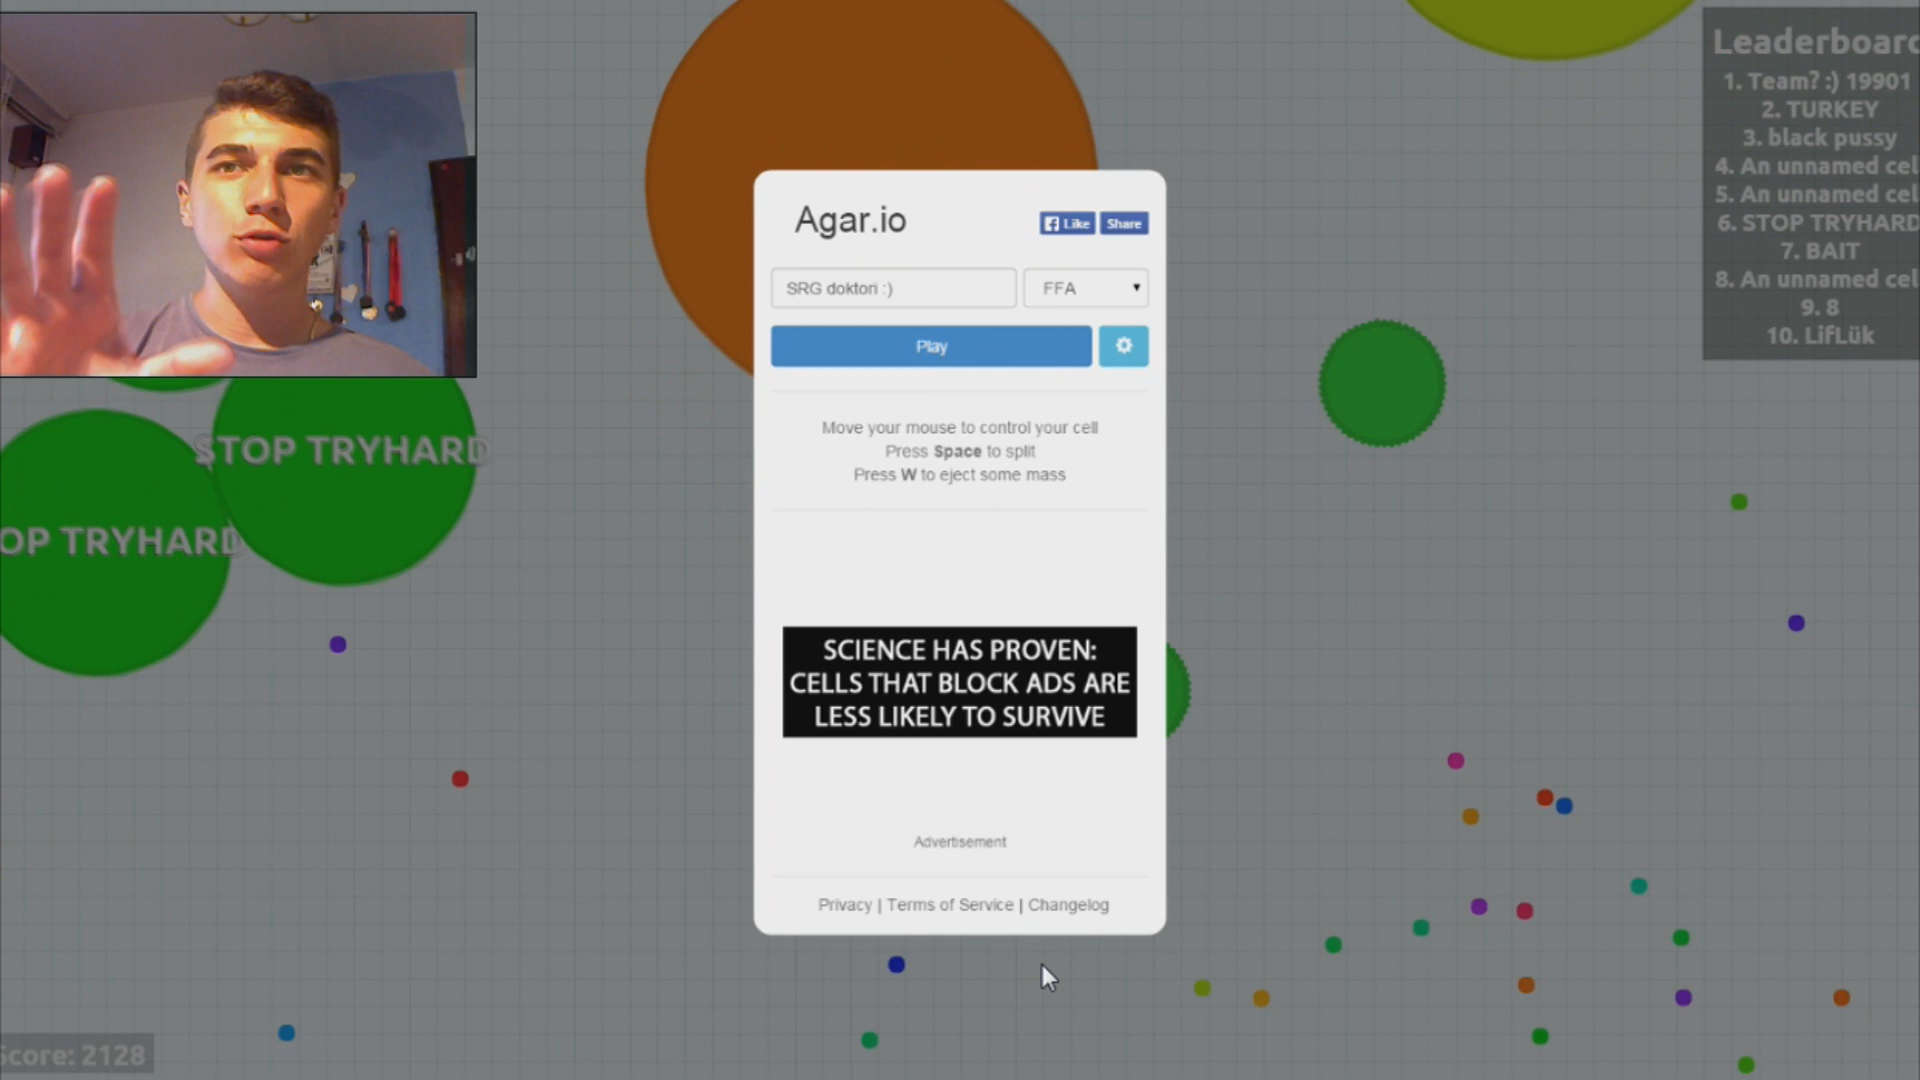 Leaderboard
1. Team? :) 19901
2. TURKEY
3. black pussy
4. An unnamed cel
5. An unnamed cel
6. STOP TRYHARD
7. BAIT
8. An unnamed cel
9. 8
10. LifLük
Agar.io
Like
Share
SRG doktori :)
FFA
Play
Move your mouse to control your cell
Press Space to split
Press W to eject some mass
STOP TRYHARD
OP TRYHARD
SCIENCE HAS PROVEN:
CELLS THAT BLOCK ADS ARE
LESS LIKELY TO SURVIVE
Advertisement
Privacy | Terms of Service | Changelog
Score: 2128